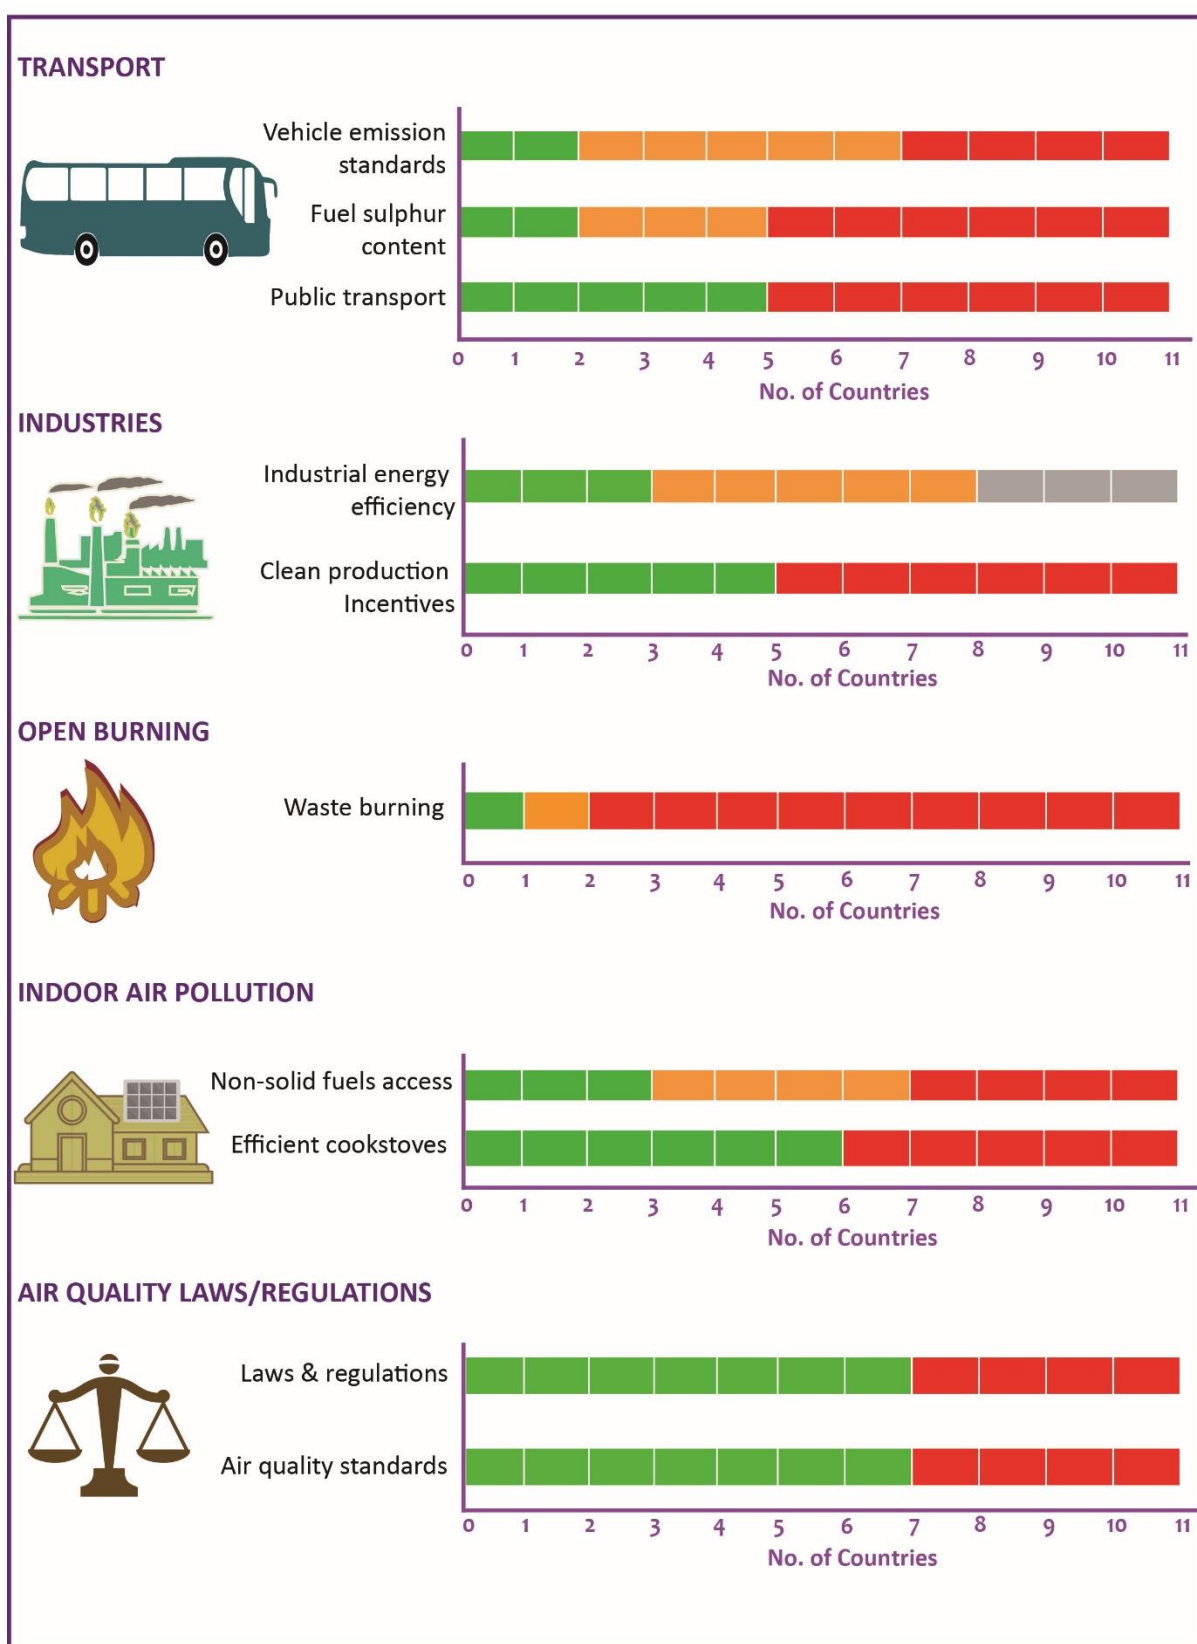 TRANSPORT
Vehicle emission
standards
Fuel sulphur
content
Public transport
0 1 2 3 4 5 6 7 8 9 10 11
No. of Countries
INDUSTRIES
Industrial energy
efficiency
Clean production
Incentives
0 1 2 3 4 5 6 7 8 9 10 11
No. of Countries
OPEN BURNING
Waste burning
0 1 2 3 4 5 6 7 8 9 10 11
No. of Countries
INDOOR AIR POLLUTION
Non-solid fuels access
Efficient cookstoves
0 1 2 3 4 5 6 7 8 9 10 11
No. of Countries
AIR QUALITY LAWS/REGULATIONS
Laws & regulations
Air quality standards
0 1 2 3 4 5 6 7 8 9 10 11
No. of Countries